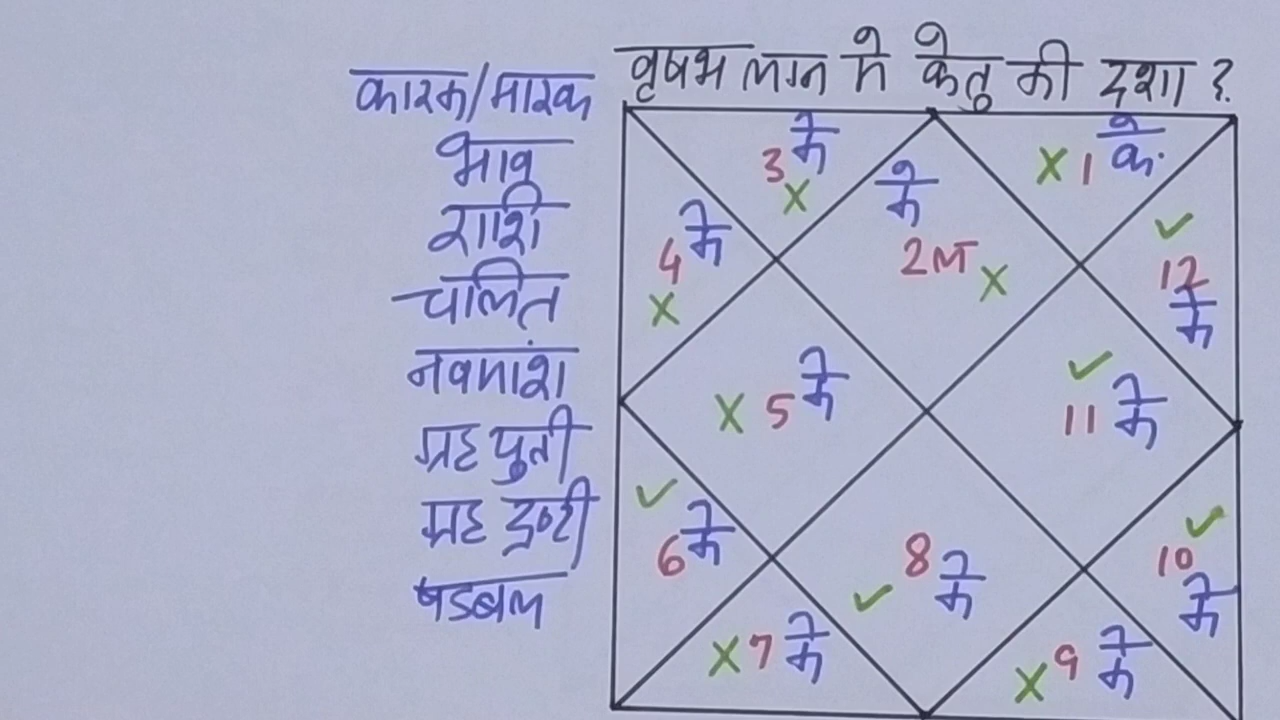 वृषभ लग्न मे केतु की दशा ?
कारक/मारक
भाव
राशि
चलित
नवमांश
ग्रह युती
ग्रह द्रष्टी
षडबल
3 के X
के
X 1 के.
4 के X
2 ल X
✓ 12 के
X 5 के
✓ 11 के
✓ 6 के
8 के ✓
✓ 10 के
X 7 के
X 9 के